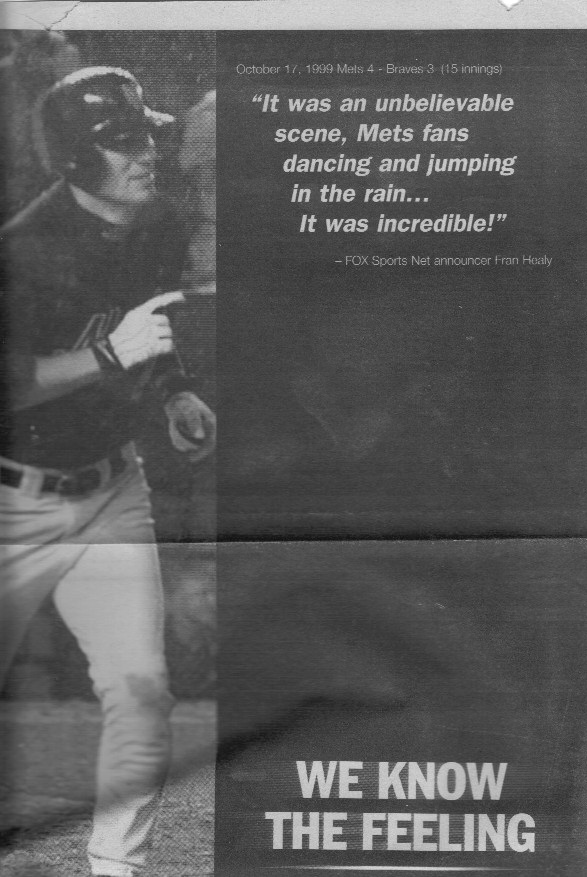 October 17, 1999 Mets 4 - Braves 3 (15 innings)
“It was an unbelievable
scene, Mets fans
dancing and jumping
in the rain...
It was incredible!”
– FOX Sports Net announcer Fran Healy
WE KNOW
THE FEELING